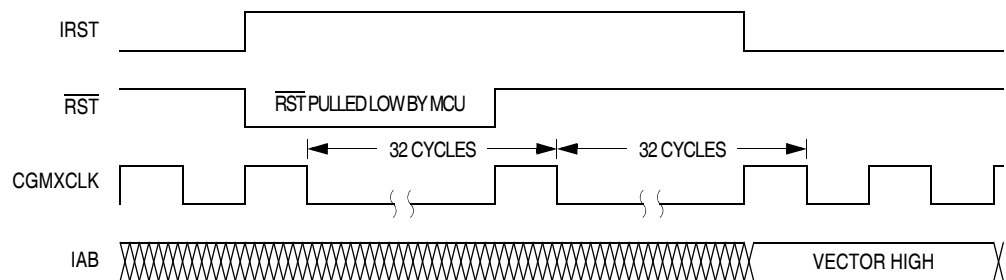 IRST
RST
RST PULLED LOW BY MCU
32 CYCLES
32 CYCLES
CGMXCLK
IAB
VECTOR HIGH